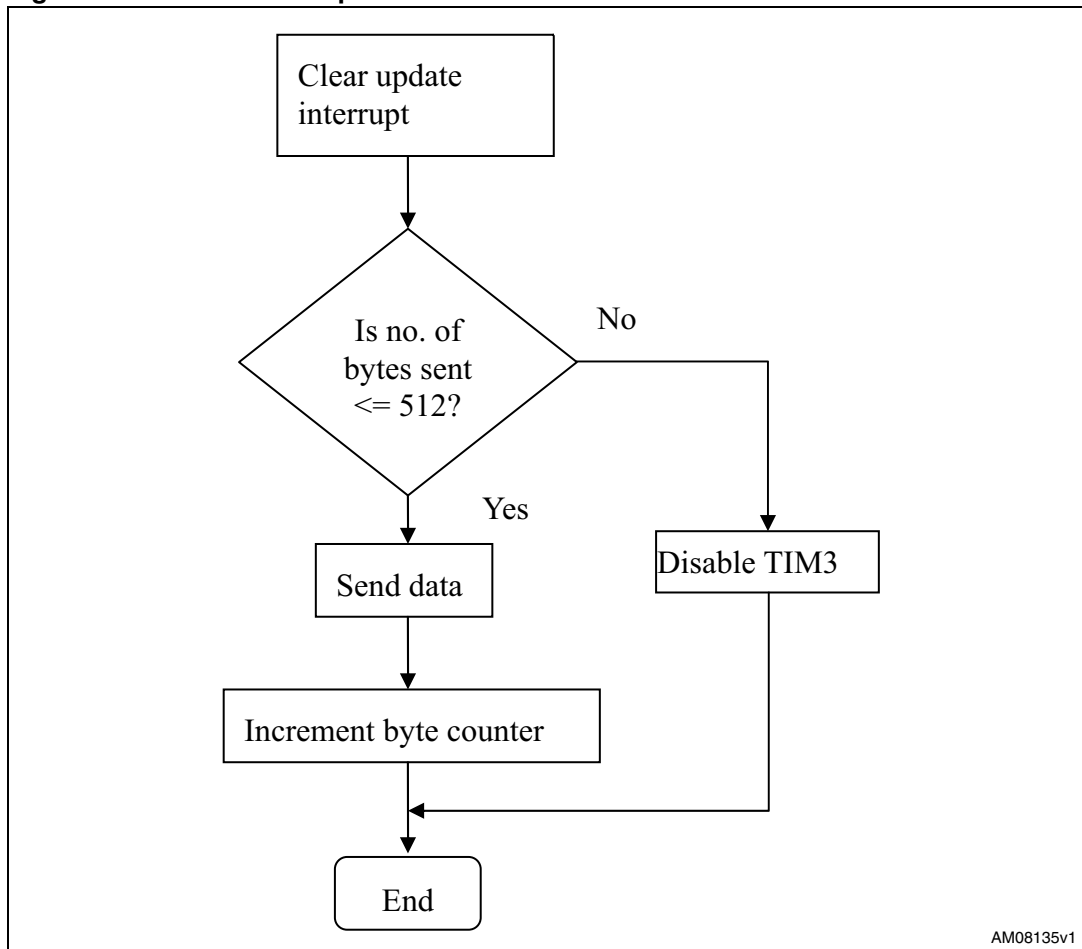 Clear update
interrupt
Is no. of
bytes sent
<= 512?
No
Yes
Send data
Disable TIM3
Increment byte counter
End
AM08135v1